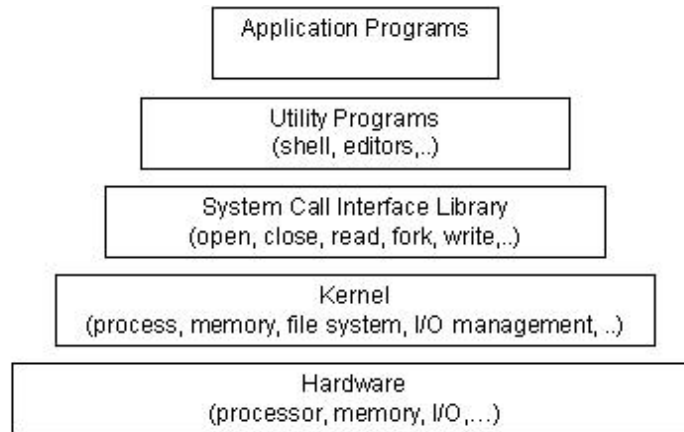 Application Programs
Utility Programs
(shell, editors,..)
System Call Interface Library
(open, close, read, fork, write,..)
Kernel
(process, memory, file system, I/O management, ..)
Hardware
(processor, memory, I/O,...)